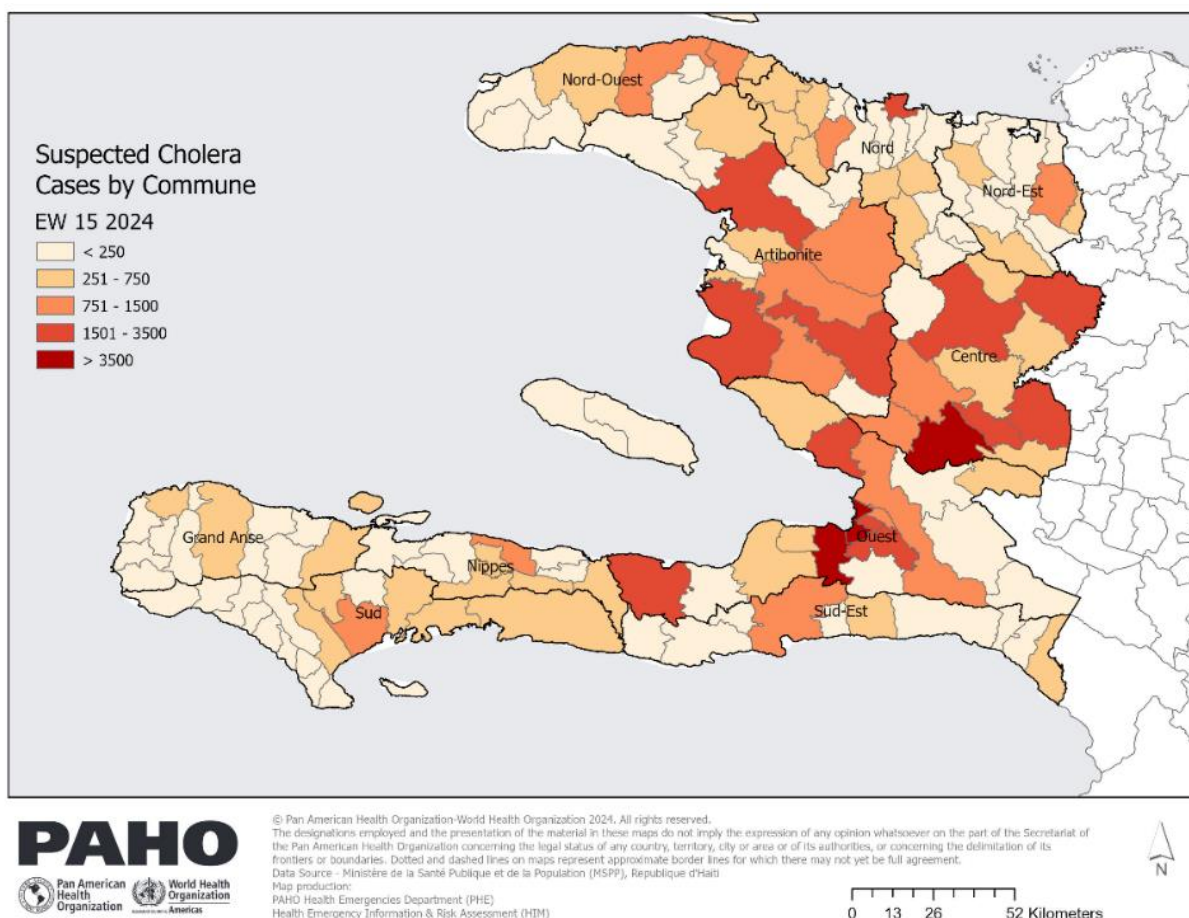 Nord-Ouest
Nord
Nord-Est
Suspected Cholera
Cases by Commune
EW 15 2024
< 250
251 - 750
751 - 1500
1501 - 3500
> 3500
Artibonite
Centre
Grand Anse
Nippes
Ouest
Sud
Sud-Est
PAHO
Pan American
Health
Organization
World Health
Organization
Americas
© Pan American Health Organization-World Health Organization 2024. All rights reserved.
The designations employed and the presentation of the material in these maps do not imply the expression of any opinion whatsoever on the part of the Secretariat of
the Pan American Health Organization concerning the legal status of any country, territory, city or area or of its authorities, or concerning the delimitation of its
frontiers or boundaries. Dotted and dashed lines on maps represent approximate border lines for which there may not yet be full agreement.
Data Source - Ministère de la Santé Publique et de la Population (MSPP), Republique d'Haiti
Map production:
PAHO Health Emergencies Department (PHE)
Health Emergency Information & Risk Assessment (HIM)
N
0 13 26 52 Kilometers